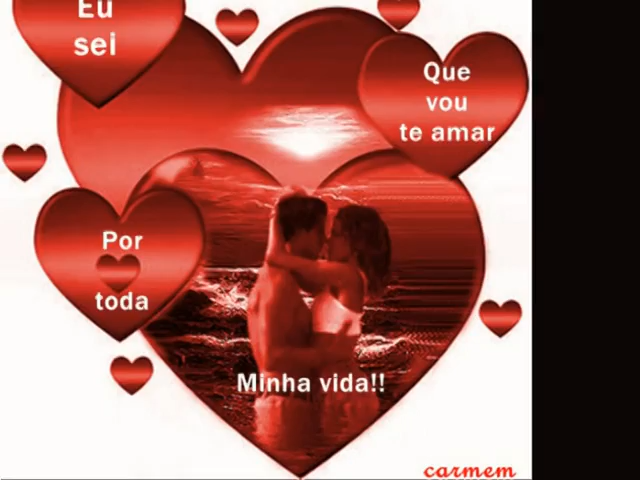 Eu
sei
Que
vou
te amar
Por
toda
Minha vida!!
carmem